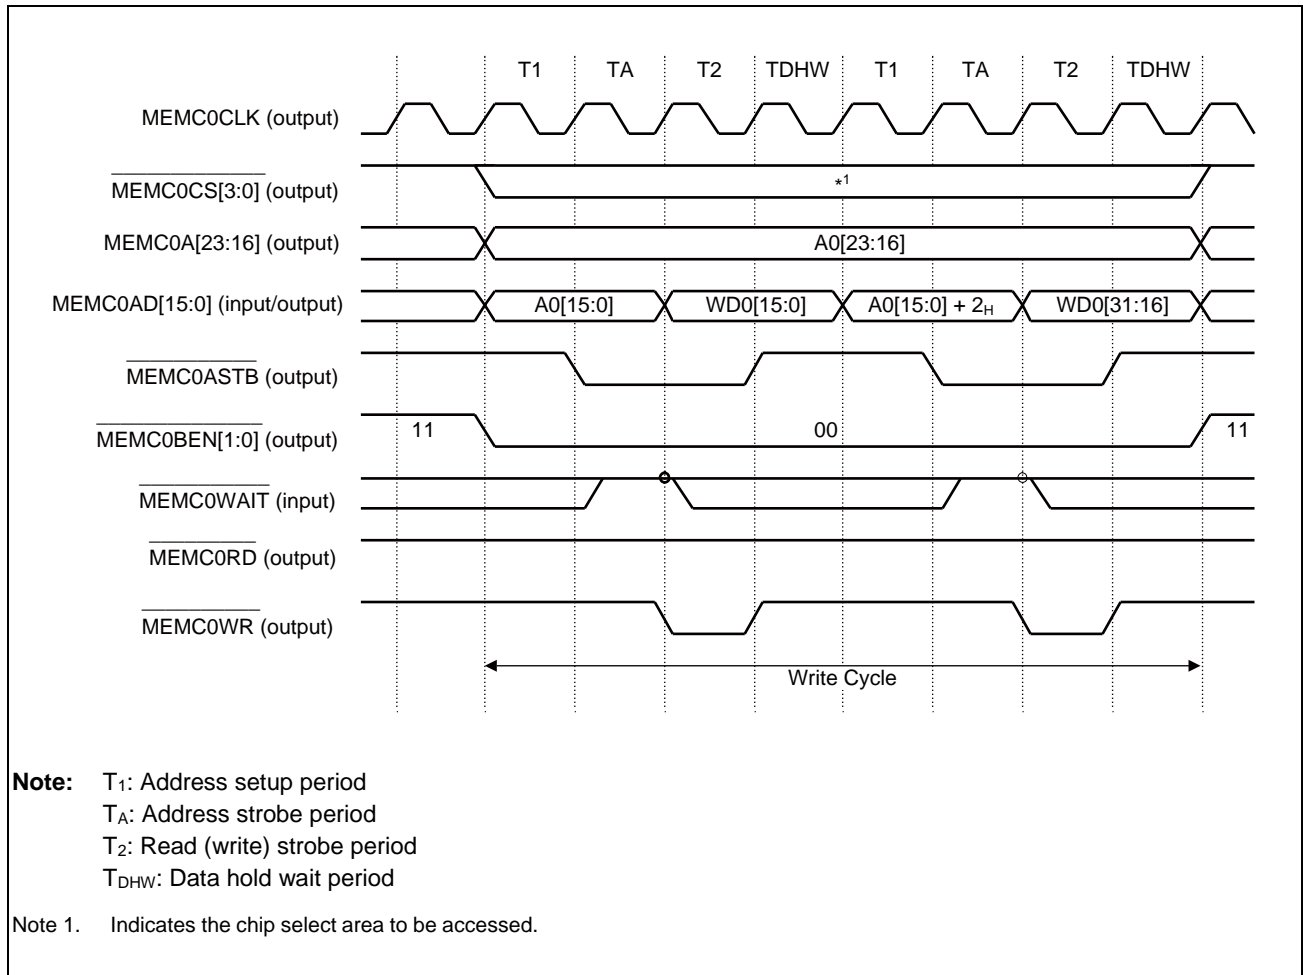 T1 TA T2 TDHW T1 TA T2 TDHW
MEMC0CLK (output)
MEMC0CS[3:0] (output) *1
MEMC0A[23:16] (output) A0[23:16]
MEMC0AD[15:0] (input/output) A0[15:0] WD0[15:0] A0[15:0] + 2H WD0[31:16]
MEMC0ASTB (output)
MEMC0BEN[1:0] (output) 11 00 11
MEMC0WAIT (input)
MEMC0RD (output)
MEMC0WR (output)
Write Cycle
Note: T1: Address setup period
TA: Address strobe period
T2: Read (write) strobe period
TDHW: Data hold wait period
Note 1. Indicates the chip select area to be accessed.